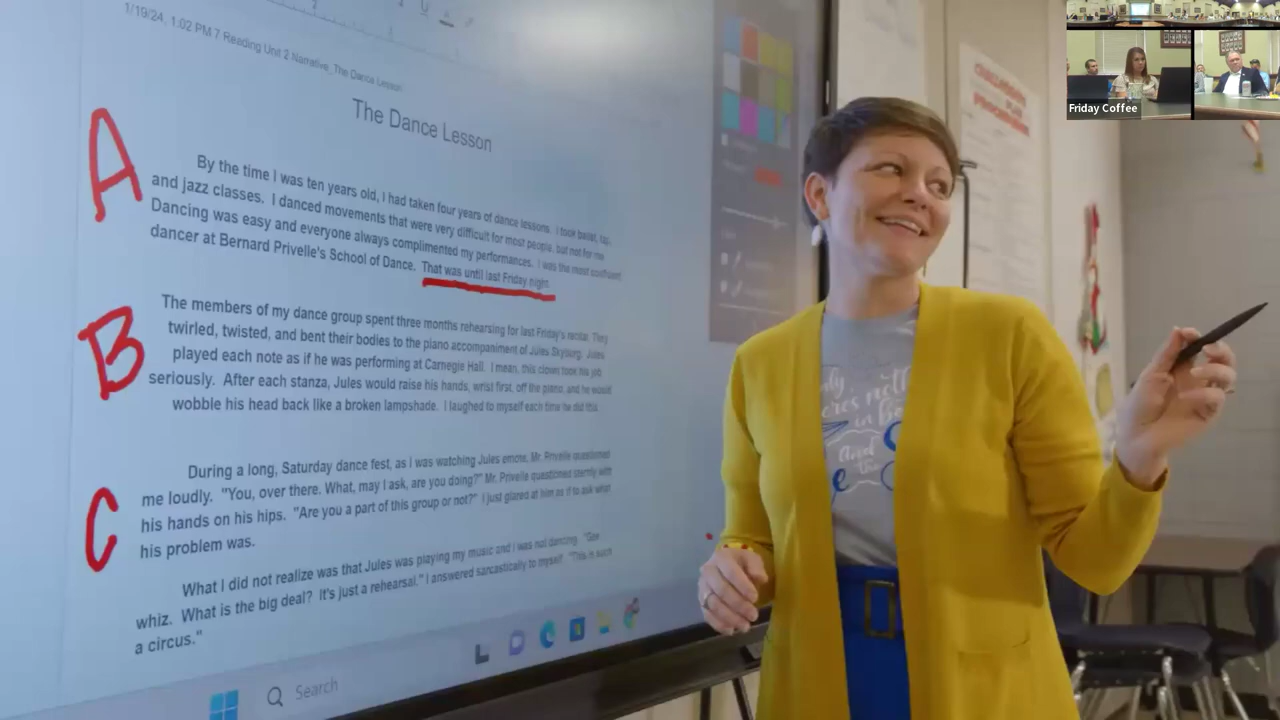 1/19/24, 1:02 PM 7 Reading Unit 2 Narrative_The Dance Lesson
The Dance Lesson
A
By the time I was ten years old, I had taken four years of dance lessons. I took ballet, tap,
and jazz classes. I danced movements that were very difficult for most people, but not for me.
Dancing was easy and everyone always complimented my performances. I was the most confident
dancer at Bernard Privelle's School of Dance. That was until last Friday night.
B
The members of my dance group spent three months rehearsing for last Friday's recital. They
twirled, twisted, and bent their bodies to the piano accompaniment of Jules Skyburg. Jules
played each note as if he was performing at Carnegie Hall. I mean, this clown took his job
seriously. After each stanza, Jules would raise his hands, wrist first, off the piano, and he would
wobble his head back like a broken lampshade. I laughed to myself each time he did this.
C
During a long, Saturday dance fest, as I was watching Jules emote, Mr. Privelle questioned
me loudly. "You, over there. What, may I ask, are you doing?" Mr. Privelle questioned sternly with
his hands on his hips. "Are you a part of this group or not?" I just glared at him as if to ask what
his problem was.
What I did not realize was that Jules was playing my music and I was not dancing. "Gee
whiz. What is the big deal? It's just a rehearsal." I answered sarcastically to myself. "This is such
a circus."
Search
Friday Coffee